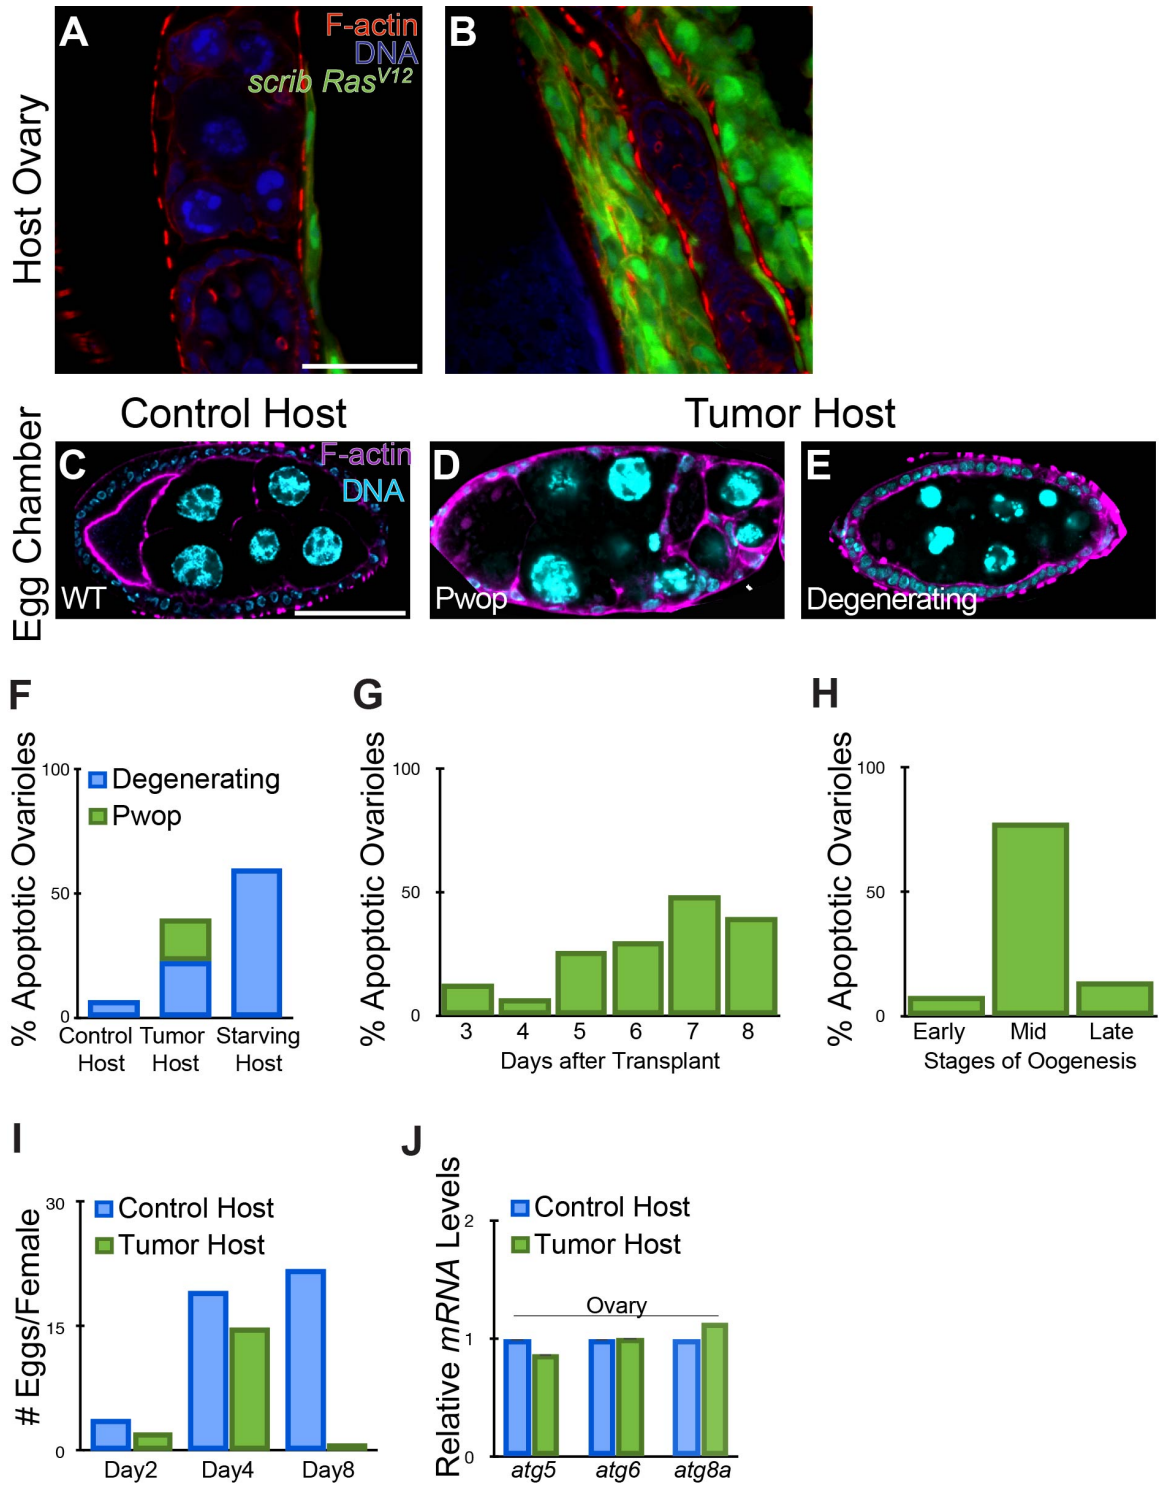 A
F-actin
DNA
scrib Ras^V12
B
Host Ovary
Control Host
Tumor Host
Egg Chamber
C
F-actin
DNA
WT
D
Pwop
E
Degenerating
F
% Apoptotic Ovarioles
100
50
0
Degenerating
Pwop
Control Host
Tumor Host
Starving Host
G
% Apoptotic Ovarioles
100
50
0
3 4 5 6 7 8
Days after Transplant
H
% Apoptotic Ovarioles
100
50
0
Early Mid Late
Stages of Oogenesis
I
# Eggs/Female
30
15
0
Control Host
Tumor Host
Day2 Day4 Day8
J
Relative mRNA Levels
2
1
0
Control Host
Tumor Host
Ovary
atg5 atg6 atg8a